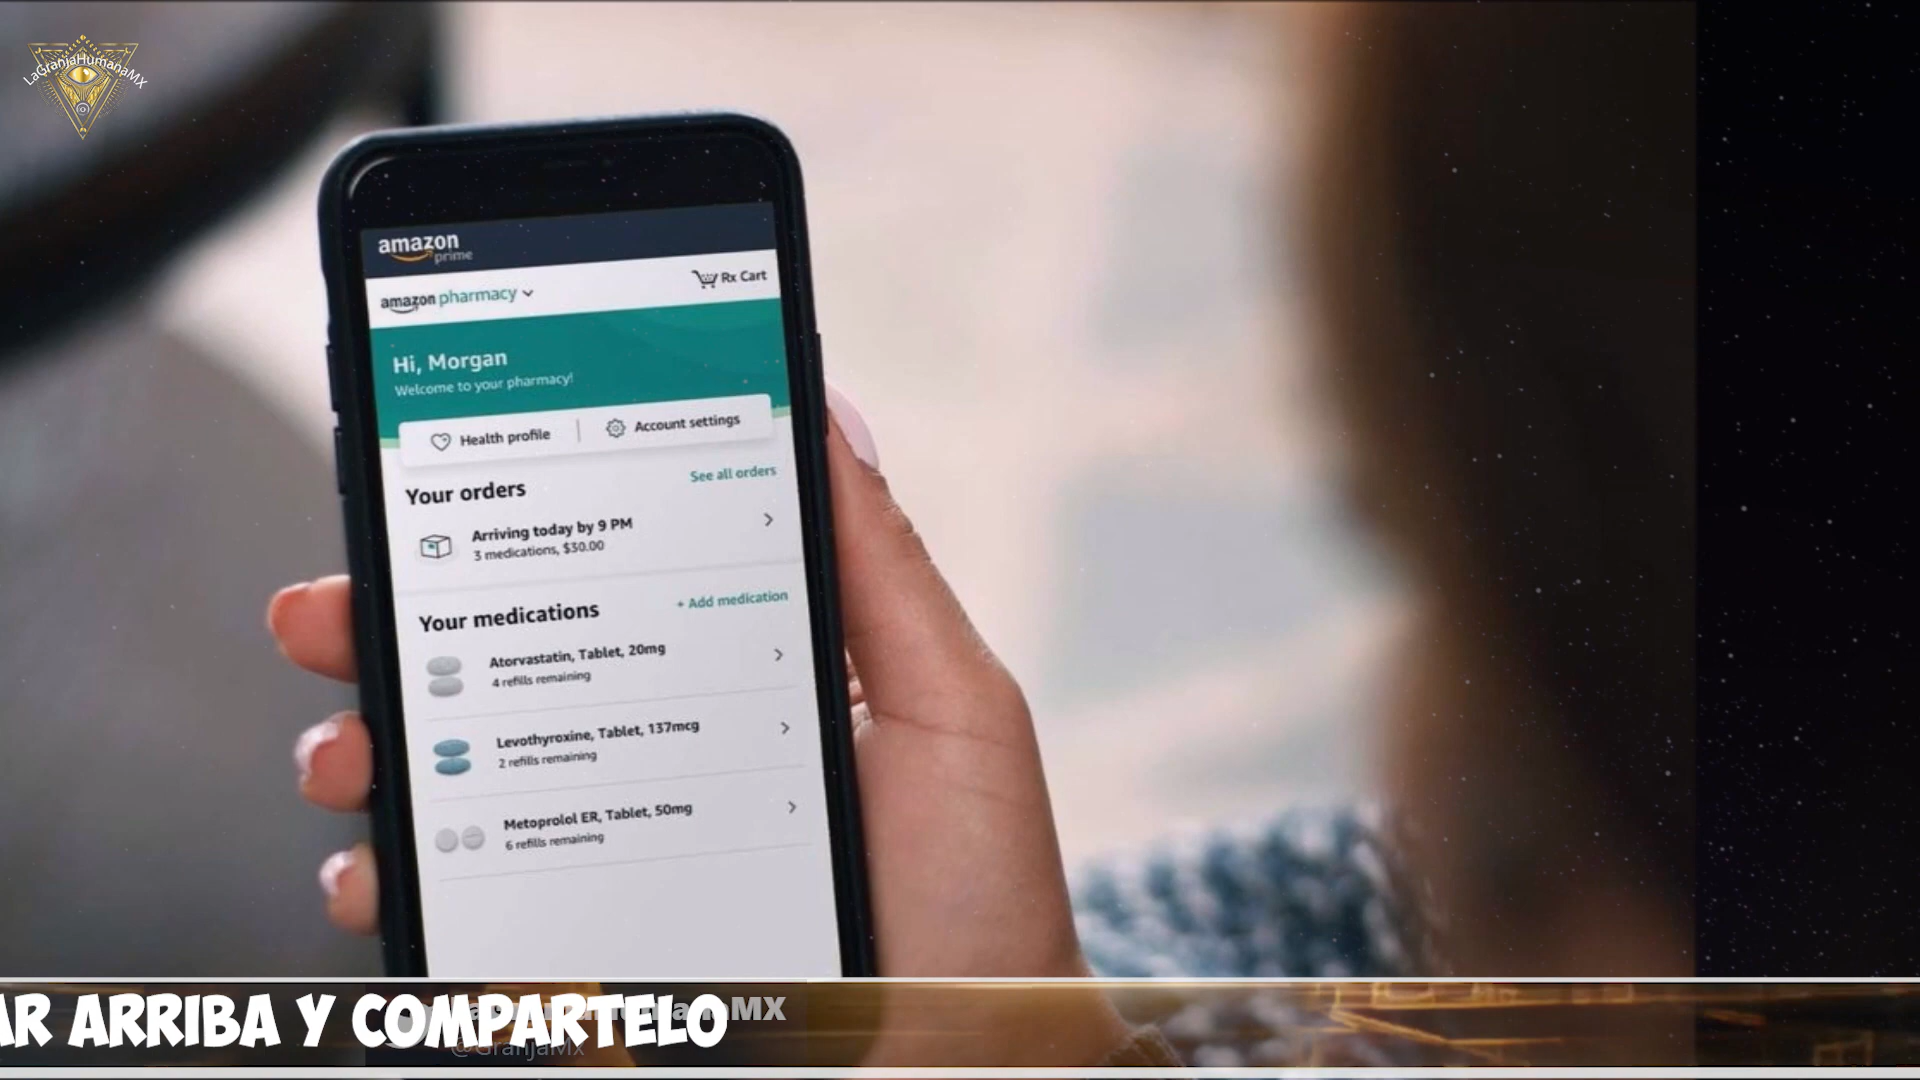 LaGranjaHumanaMX
amazon
prime
amazon pharmacy
Rx Cart
Hi, Morgan
Welcome to your pharmacy!
Health profile
Account settings
Your orders
See all orders
Arriving today by 9 PM
3 medications, $30.00
Your medications
+ Add medication
Atorvastatin, Tablet, 20mg
4 refills remaining
Levothyroxine, Tablet, 137mcg
2 refills remaining
Metoprolol ER, Tablet, 50mg
6 refills remaining
AR ARRIBA Y COMPARTELO
@GranjaMx